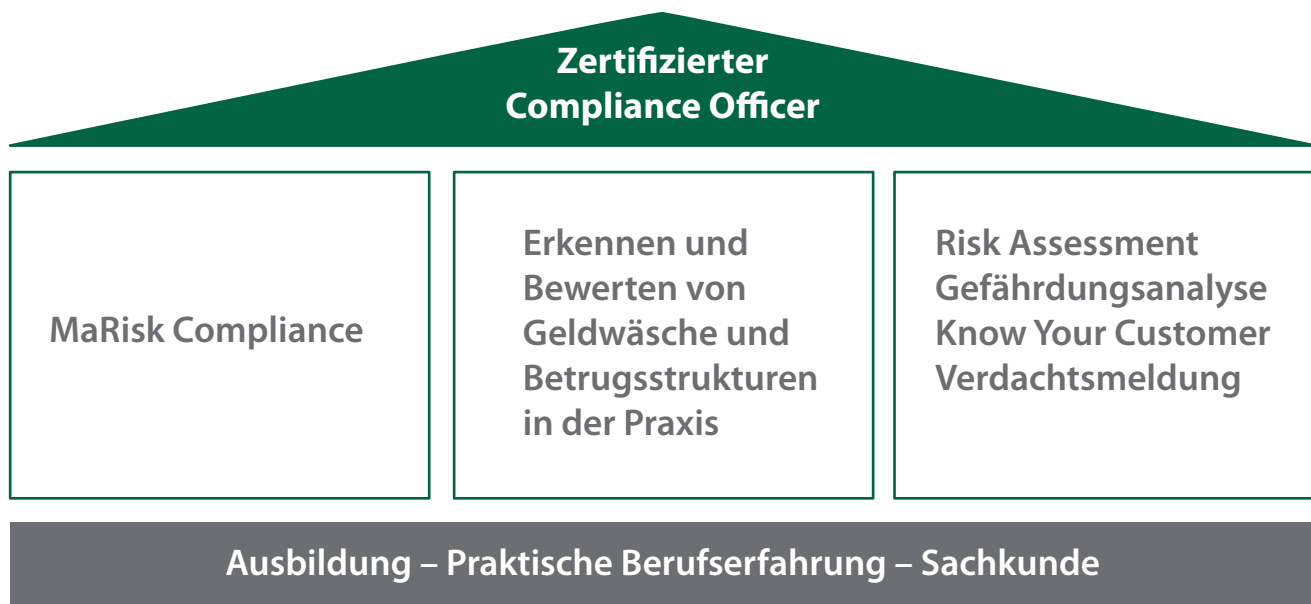 Zertifizierter
Compliance Officer
MaRisk Compliance
Erkennen und
Bewerten von
Geldwäsche und
Betrugsstrukturen
in der Praxis
Risk Assessment
Gefährdungsanalyse
Know Your Customer
Verdachtsmeldung
Ausbildung – Praktische Berufserfahrung – Sachkunde